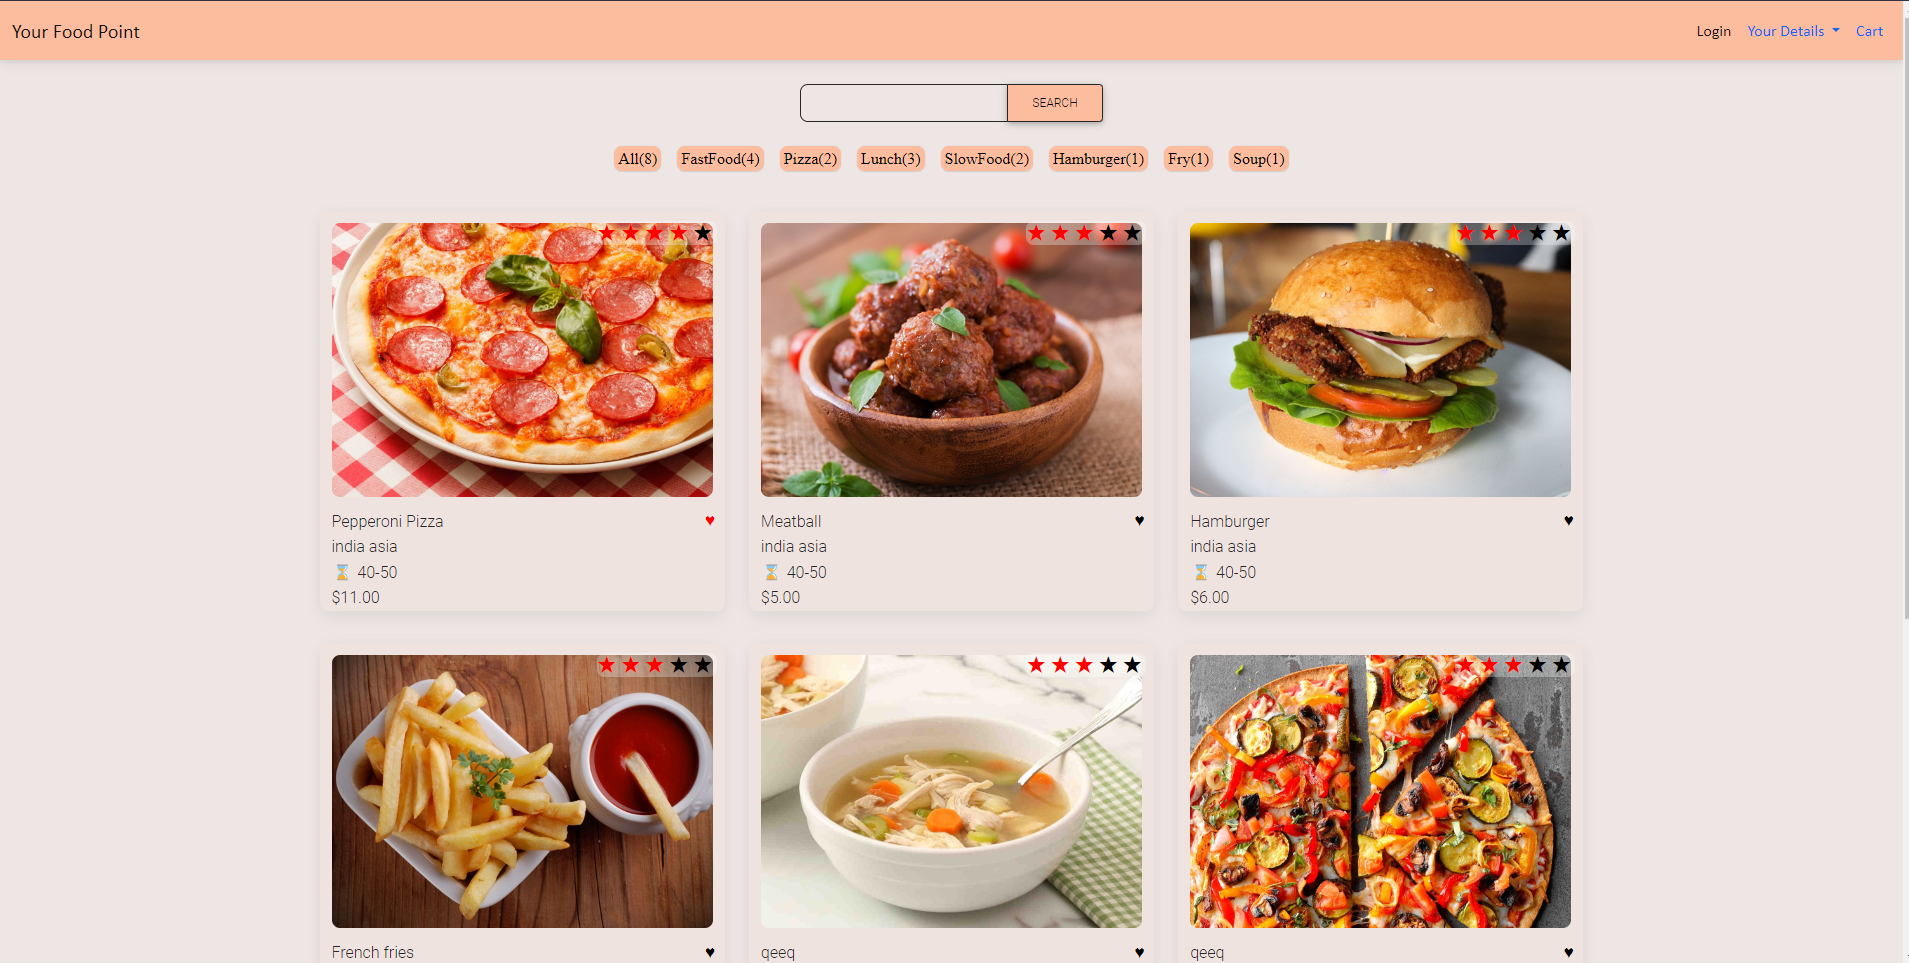 Your Food Point
Login Your Details Cart
SEARCH
All(8) FastFood(4) Pizza(2) Lunch(3) SlowFood(2) Hamburger(1) Fry(1) Soup(1)
Pepperoni Pizza
india asia
40-50
$11.00
Meatball
india asia
40-50
$5.00
Hamburger
india asia
40-50
$6.00
French fries
qeeq
qeeq